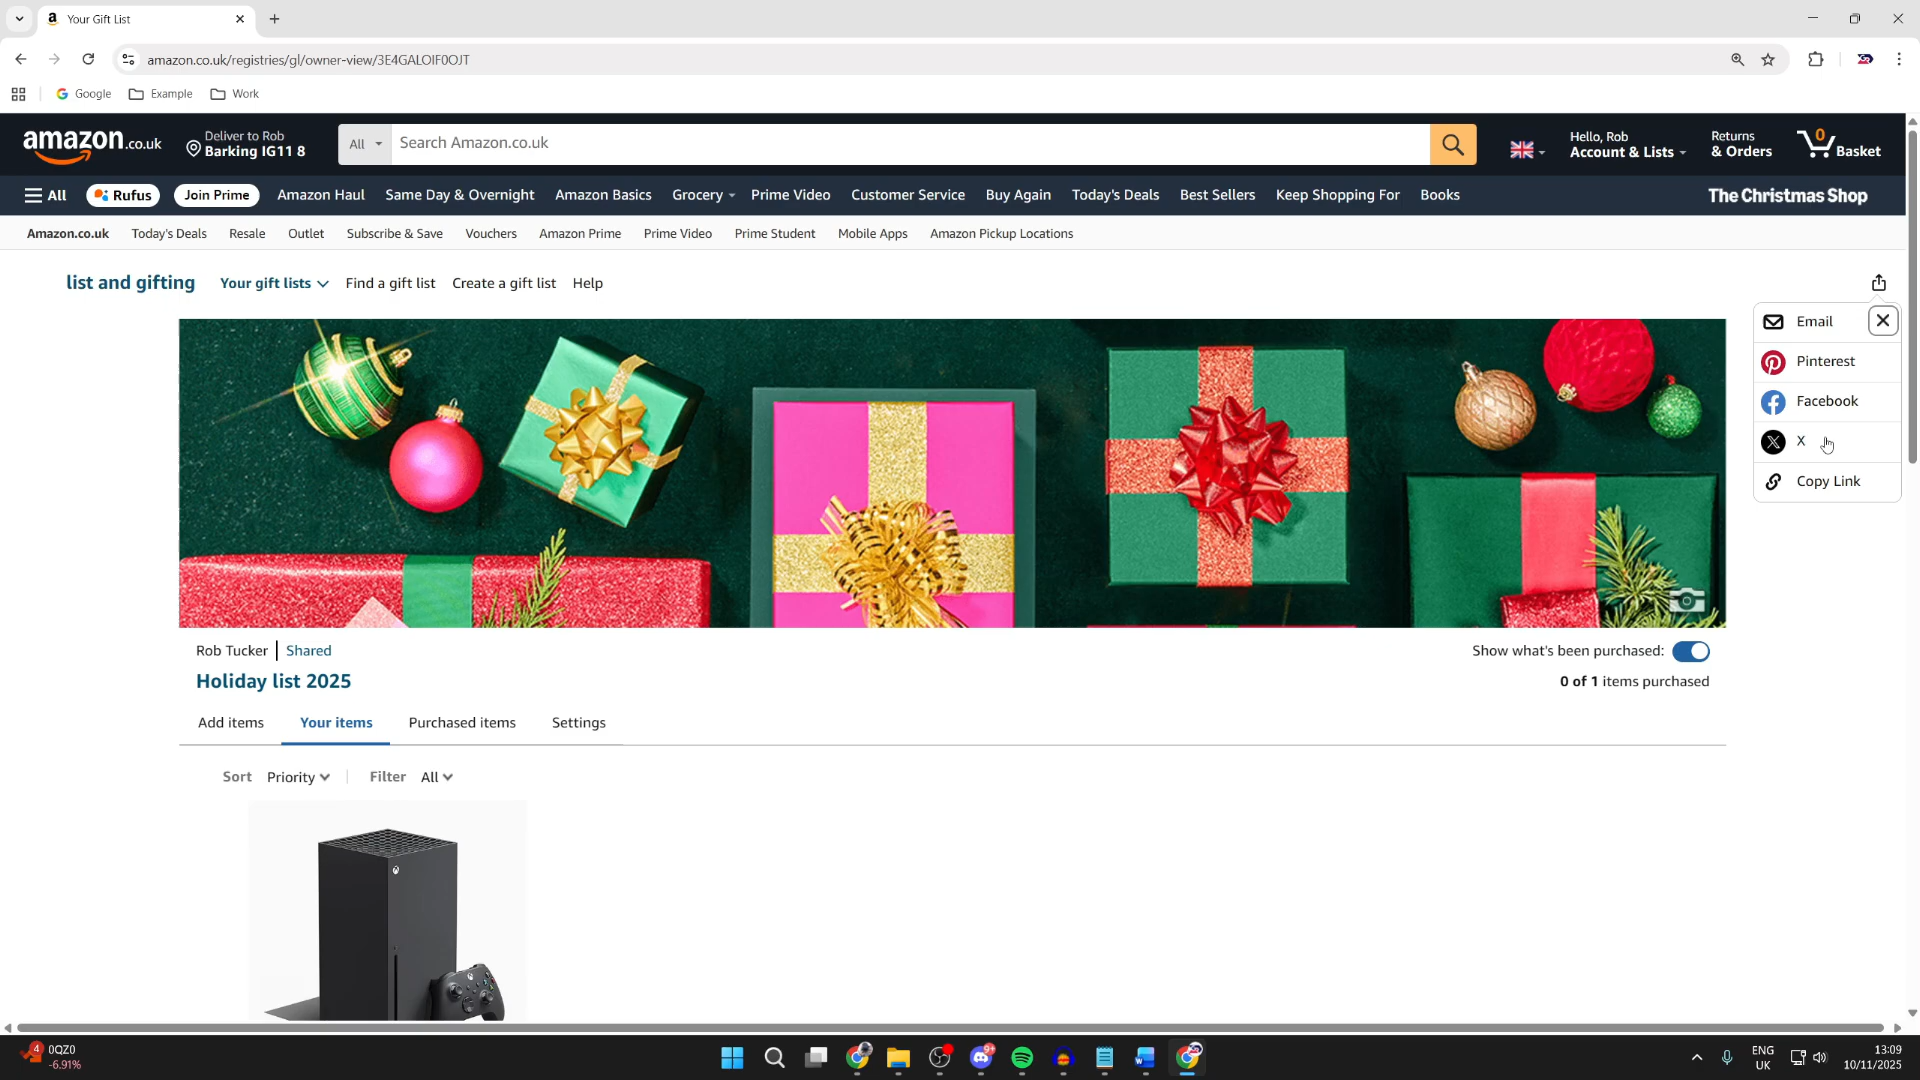 Your Gift List
amazon.co.uk/registries/gl/owner-view/3E4GALOIF0OJT
Google Example Work
amazon.co.uk Deliver to Rob Barking IG11 8 All Search Amazon.co.uk Hello, Rob Account & Lists Returns & Orders 0 Basket
All Rufus Join Prime Amazon Haul Same Day & Overnight Amazon Basics Grocery Prime Video Customer Service Buy Again Today's Deals Best Sellers Keep Shopping For Books The Christmas Shop
Amazon.co.uk Today's Deals Resale Outlet Subscribe & Save Vouchers Amazon Prime Prime Video Prime Student Mobile Apps Amazon Pickup Locations
list and gifting Your gift lists Find a gift list Create a gift list Help
Email
Pinterest
Facebook
X
Copy Link
Rob Tucker Shared Show what's been purchased:
Holiday list 2025 0 of 1 items purchased
Add items Your items Purchased items Settings
Sort Priority Filter All
4 0QZ0
-6.91%
9+
ENG
UK
13:09
10/11/2025